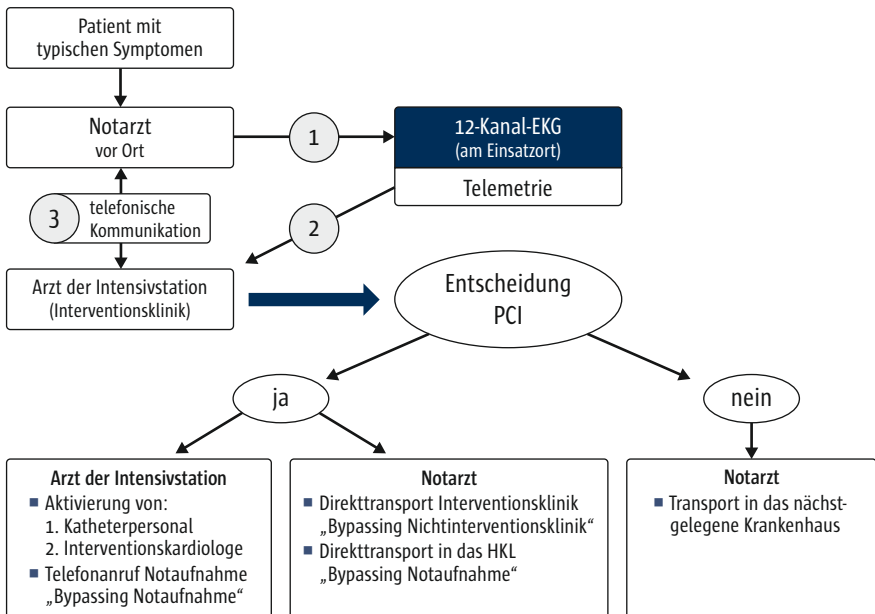 Patient mit
typischen Symptomen
Notarzt
vor Ort
1
12-Kanal-EKG
(am Einsatzort)
Telemetrie
3
telefonische
Kommunikation
2
Arzt der Intensivstation
(Interventionsklinik)
Entscheidung
PCI
ja
nein
Arzt der Intensivstation
■ Aktivierung von:
1. Katheterpersonal
2. Interventionskardiologe
■ Telefonanruf Notaufnahme
„Bypassing Notaufnahme“
Notarzt
■ Direkttransport Interventionsklinik
„Bypassing Nichtinterventionsklinik“
■ Direkttransport in das HKL
„Bypassing Notaufnahme“
Notarzt
■ Transport in das nächst-
gelegene Krankenhaus